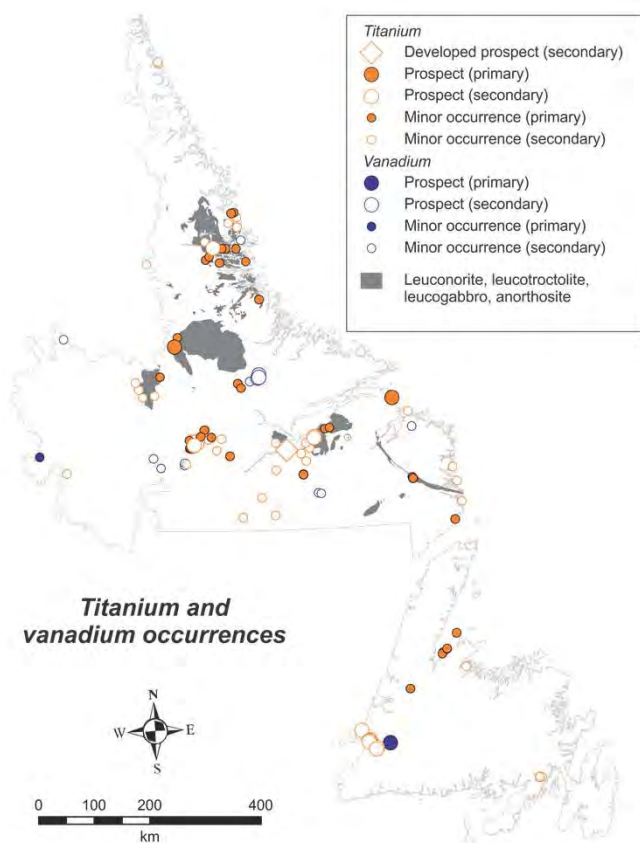 Titanium
Developed prospect (secondary)
Prospect (primary)
Prospect (secondary)
Minor occurrence (primary)
Minor occurrence (secondary)
Vanadium
Prospect (primary)
Prospect (secondary)
Minor occurrence (primary)
Minor occurrence (secondary)
Leuconorite, leucotroctolite,
leucogabbro, anorthosite
Titanium and
vanadium occurrences
N
W E
S
0 100 200 400
km